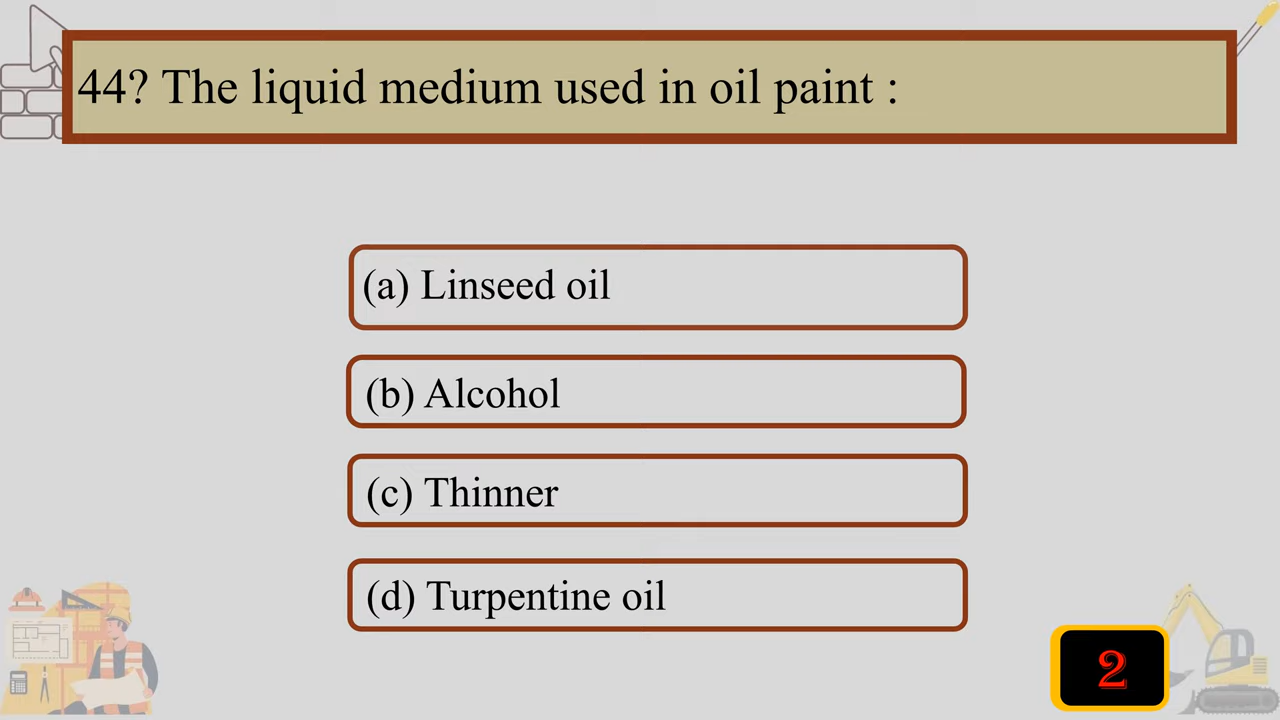 44? The liquid medium used in oil paint :
(a) Linseed oil
(b) Alcohol
(c) Thinner
(d) Turpentine oil
2